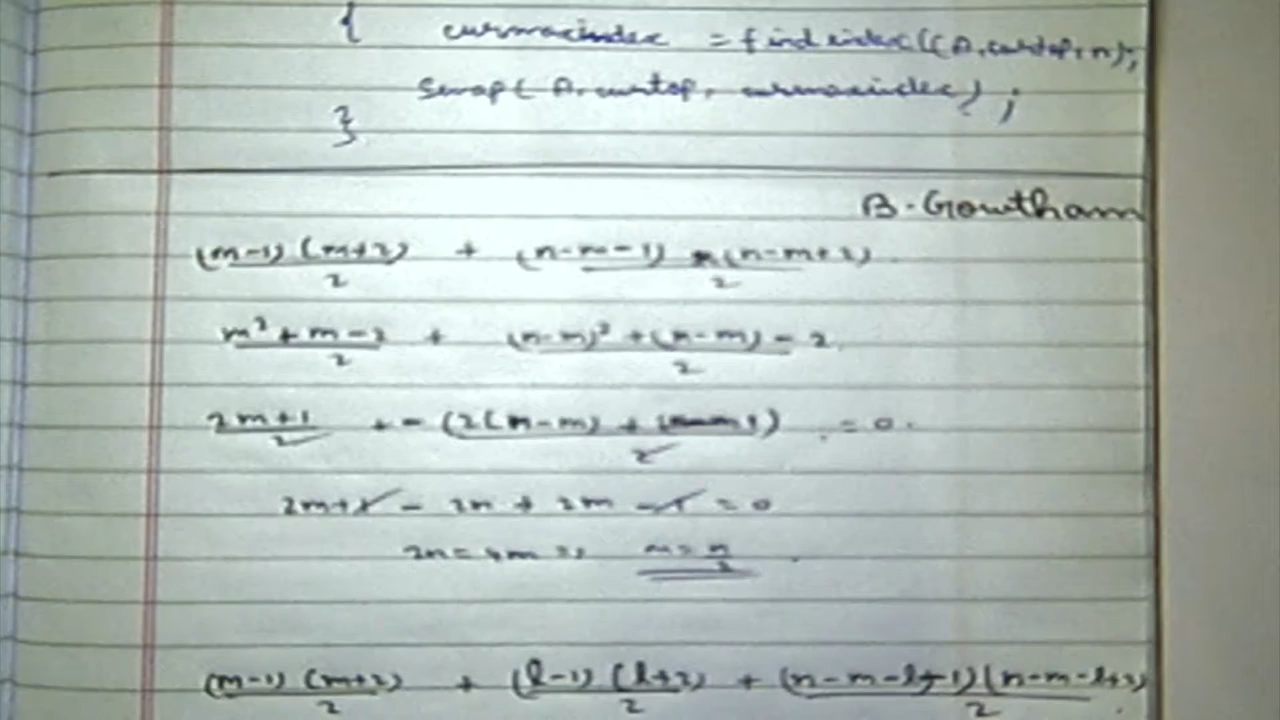 { curmaxindex = findindex((A, curtop, n);
Swap( A, curtop, curmaxindex) ;
}
B. Gowtham
(m-1) (m+2) / 2 + (n-m-1) (n-m+2) / 2
m² + m - 2 / 2 + (n-m)² + (n-m) - 2 / 2
2m+1 / 2 + - (2(n-m) + 1) / 2 = 0.
2m+1 - 2n + 2m - 1 = 0
2n = 4m => m = n/2
(m-1) (m+2) / 2 + (l-1) (l+2) / 2 + (n-m-l-1)(n-m-l+2) / 2